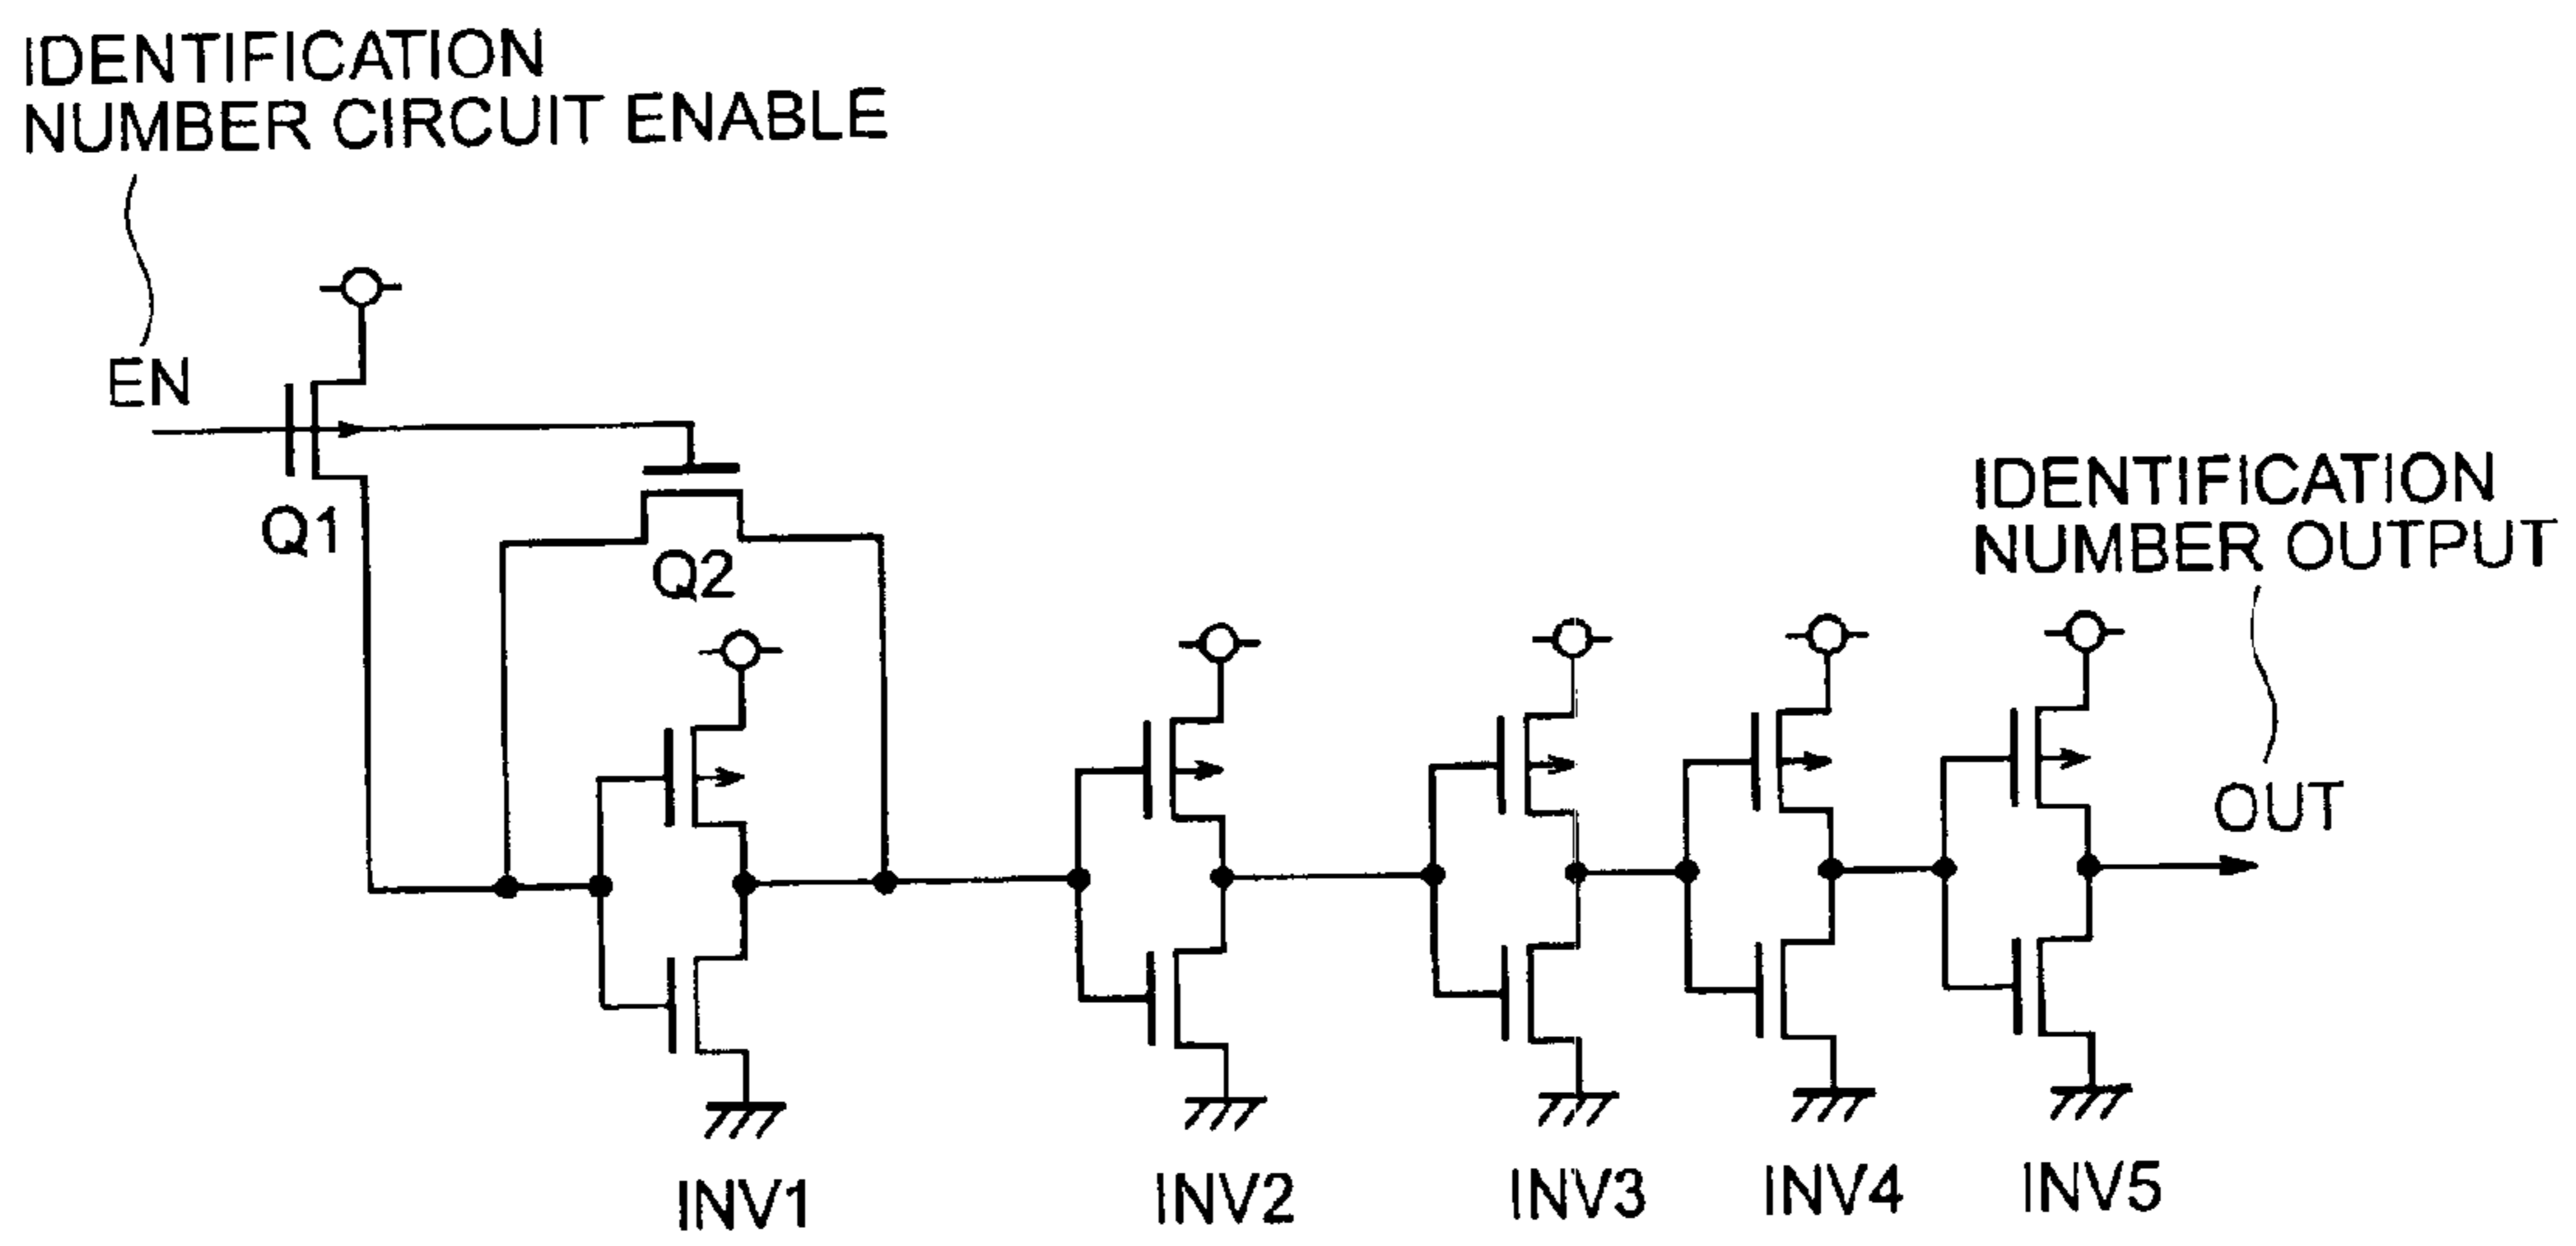 IDENTIFICATION
NUMBER CIRCUIT ENABLE
EN
Q1
Q2
IDENTIFICATION
NUMBER OUTPUT
OUT
INV1
INV2
INV3
INV4
INV5